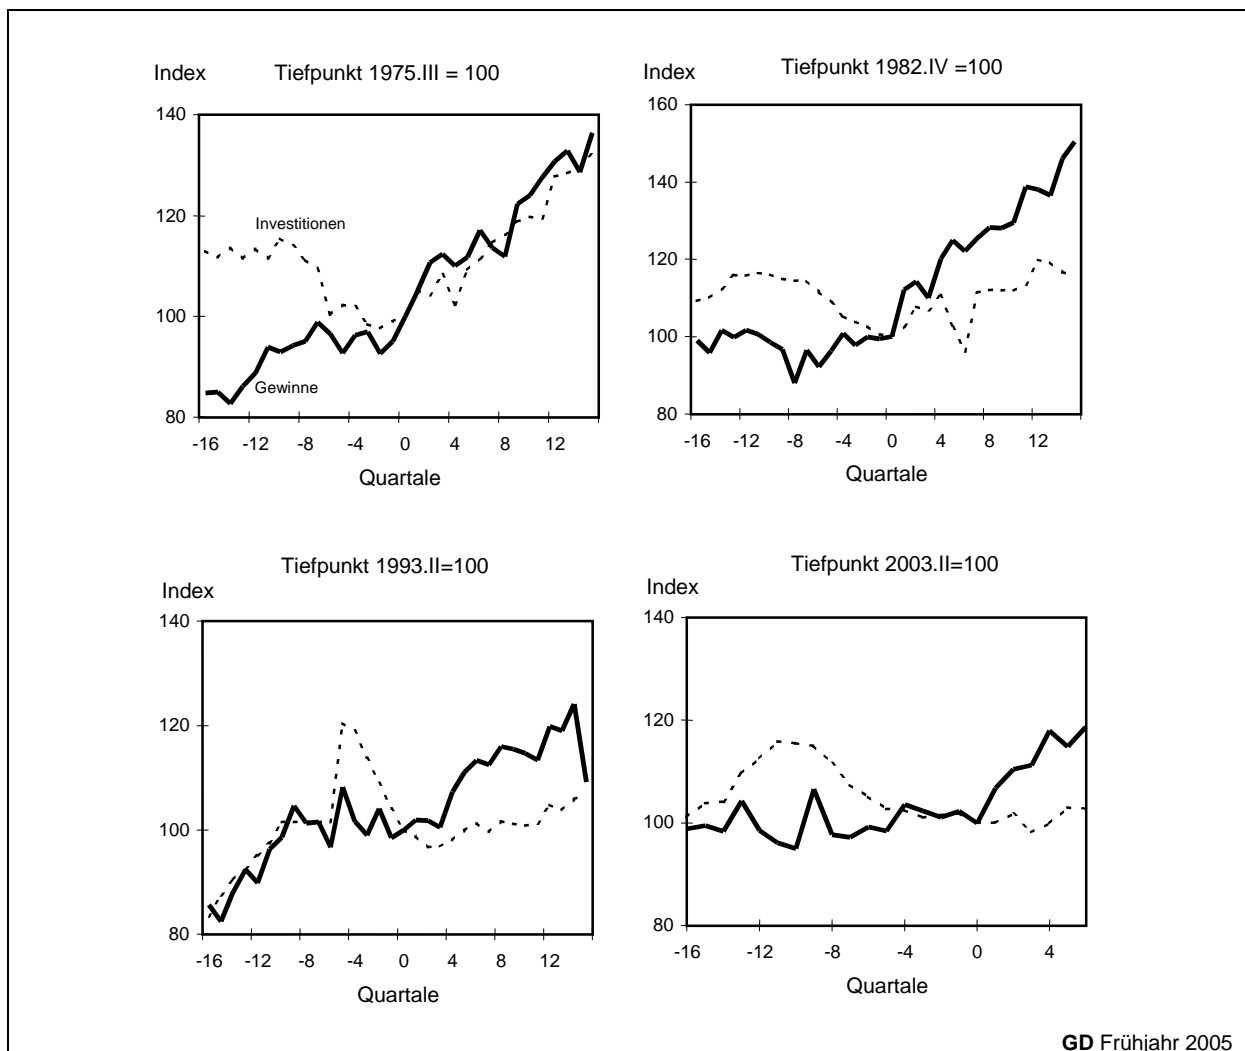 Index
Tiefpunkt 1975.III = 100
140
120
100
80
Investitionen
Gewinne
-16 -12 -8 -4 0 4 8 12
Quartale
Tiefpunkt 1982.IV =100
160
140
120
100
80
-16 -12 -8 -4 0 4 8 12
Quartale
Index
Tiefpunkt 1993.II=100
140
120
100
80
-16 -12 -8 -4 0 4 8 12
Quartale
Index
Tiefpunkt 2003.II=100
140
120
100
80
-16 -12 -8 -4 0 4
Quartale
Index
GD Frühjahr 2005